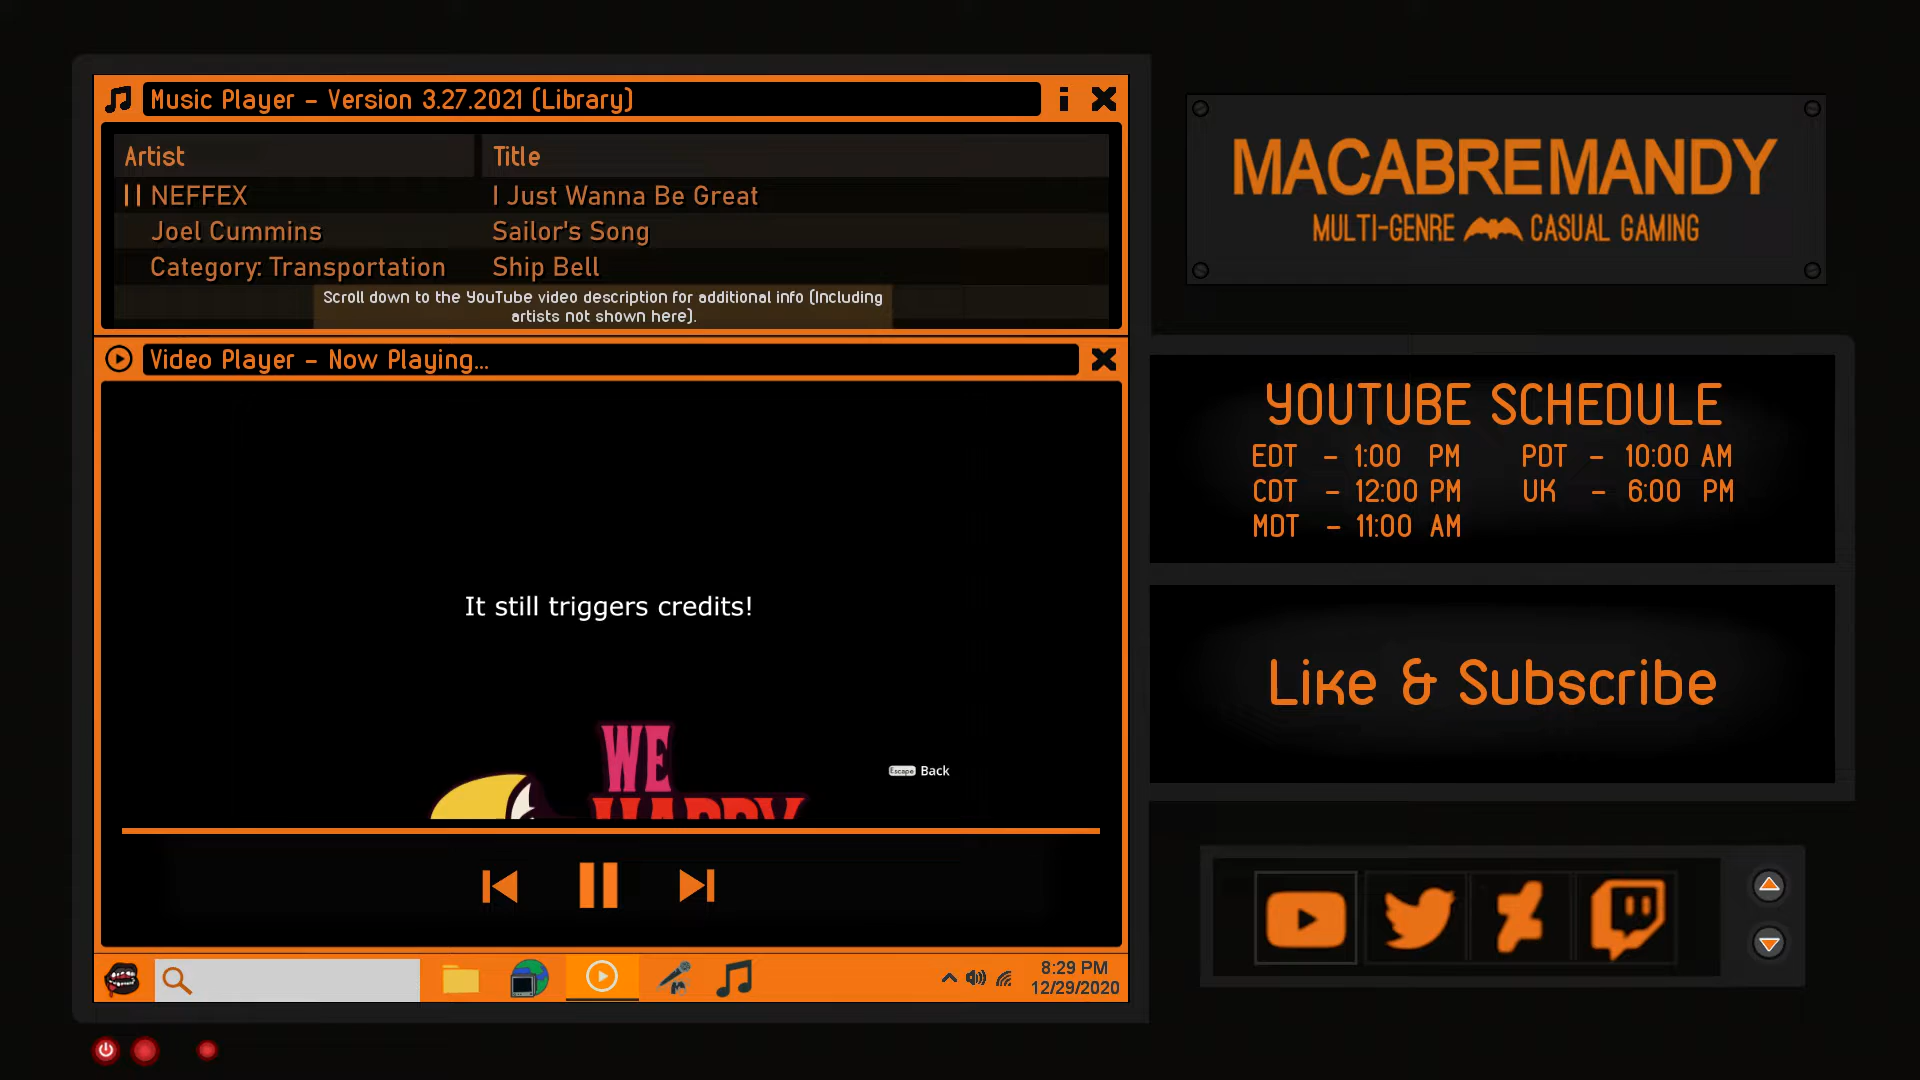 Music Player – Version 3.27.2021 (Library)
Artist Title
NEFFEX I Just Wanna Be Great
Joel Cummins Sailor's Song
Category: Transportation Ship Bell
Scroll down to the YouTube video description for additional info (Including
artists not shown here).
Video Player – Now Playing...
It still triggers credits!
WE
HAPPY
Escape Back
8:29 PM
12/29/2020
MACABREMANDY
MULTI-GENRE CASUAL GAMING
YOUTUBE SCHEDULE
EDT – 1:00 PM PDT – 10:00 AM
CDT – 12:00 PM UK – 6:00 PM
MDT – 11:00 AM
Like & Subscribe